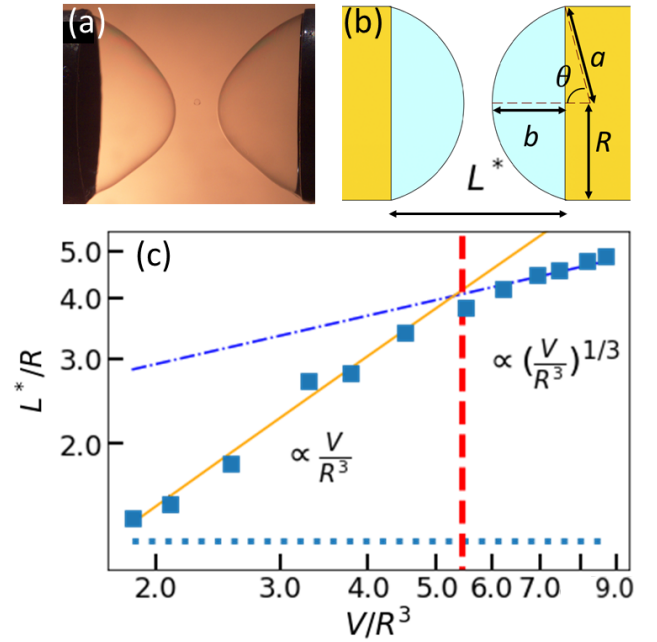 (a)
(b)
θ
a
b
R
L*
(c)
5.0
4.0
3.0
2.0
L*/R
∝ (V/R³)^1/3
∝ V/R³
2.0 3.0 4.0 5.0 6.0 7.0 9.0
V/R³